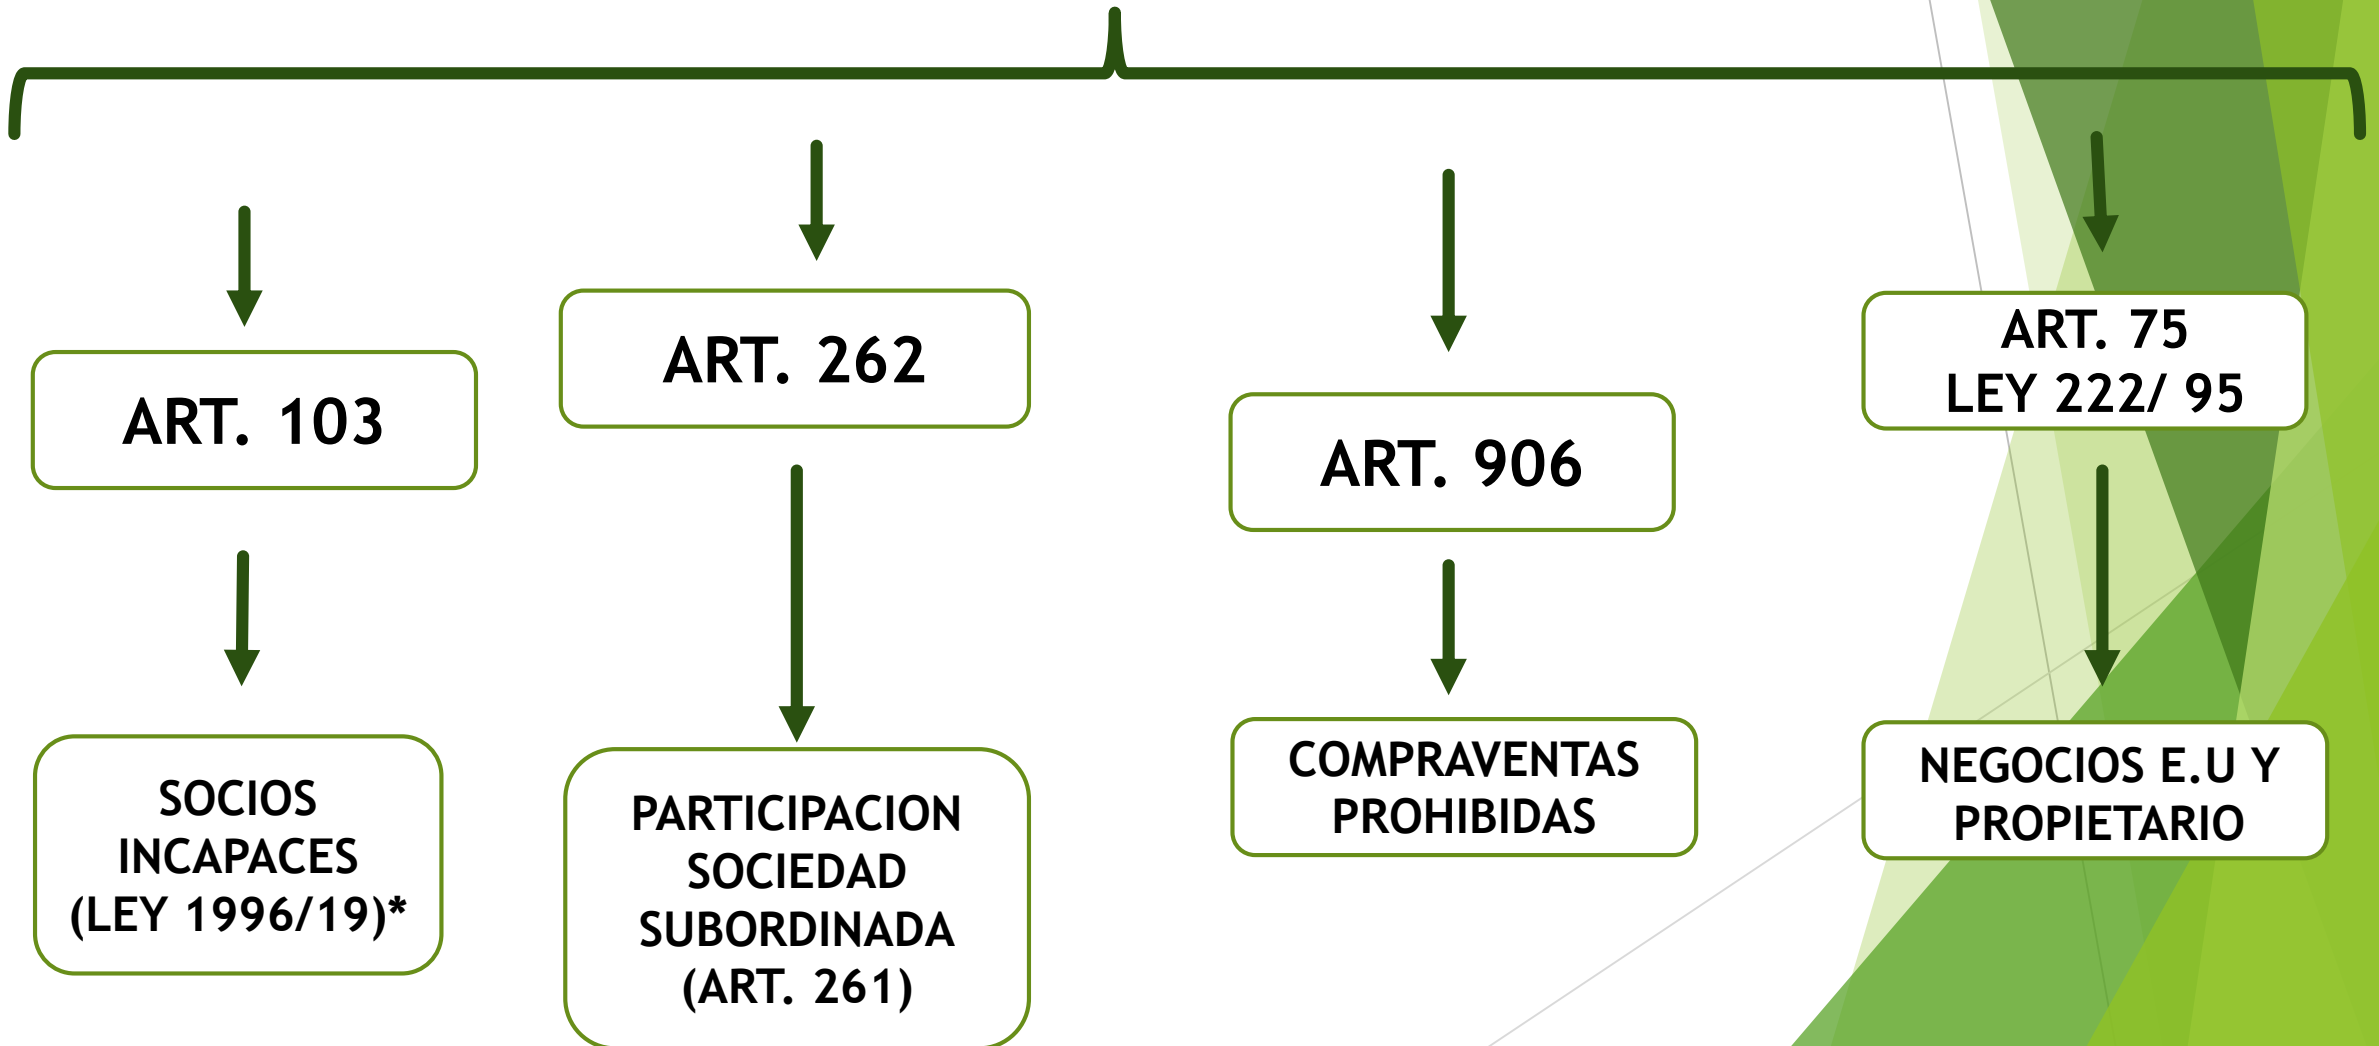 ART. 103
SOCIOS
INCAPACES
(LEY 1996/19)*
ART. 262
PARTICIPACION
SOCIEDAD
SUBORDINADA
(ART. 261)
ART. 906
COMPRAVENTAS
PROHIBIDAS
ART. 75
LEY 222/ 95
NEGOCIOS E.U Y
PROPIETARIO